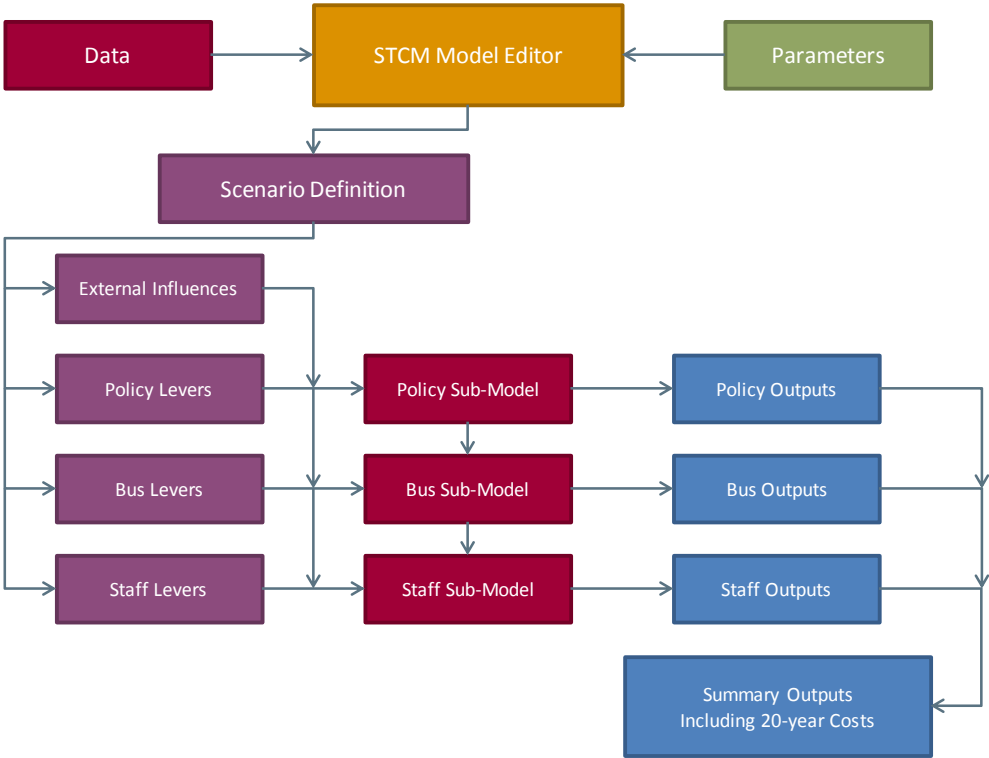 Data
STCM Model Editor
Parameters
Scenario Definition
External Influences
Policy Levers
Policy Sub-Model
Policy Outputs
Bus Levers
Bus Sub-Model
Bus Outputs
Staff Levers
Staff Sub-Model
Staff Outputs
Summary Outputs
Including 20-year Costs